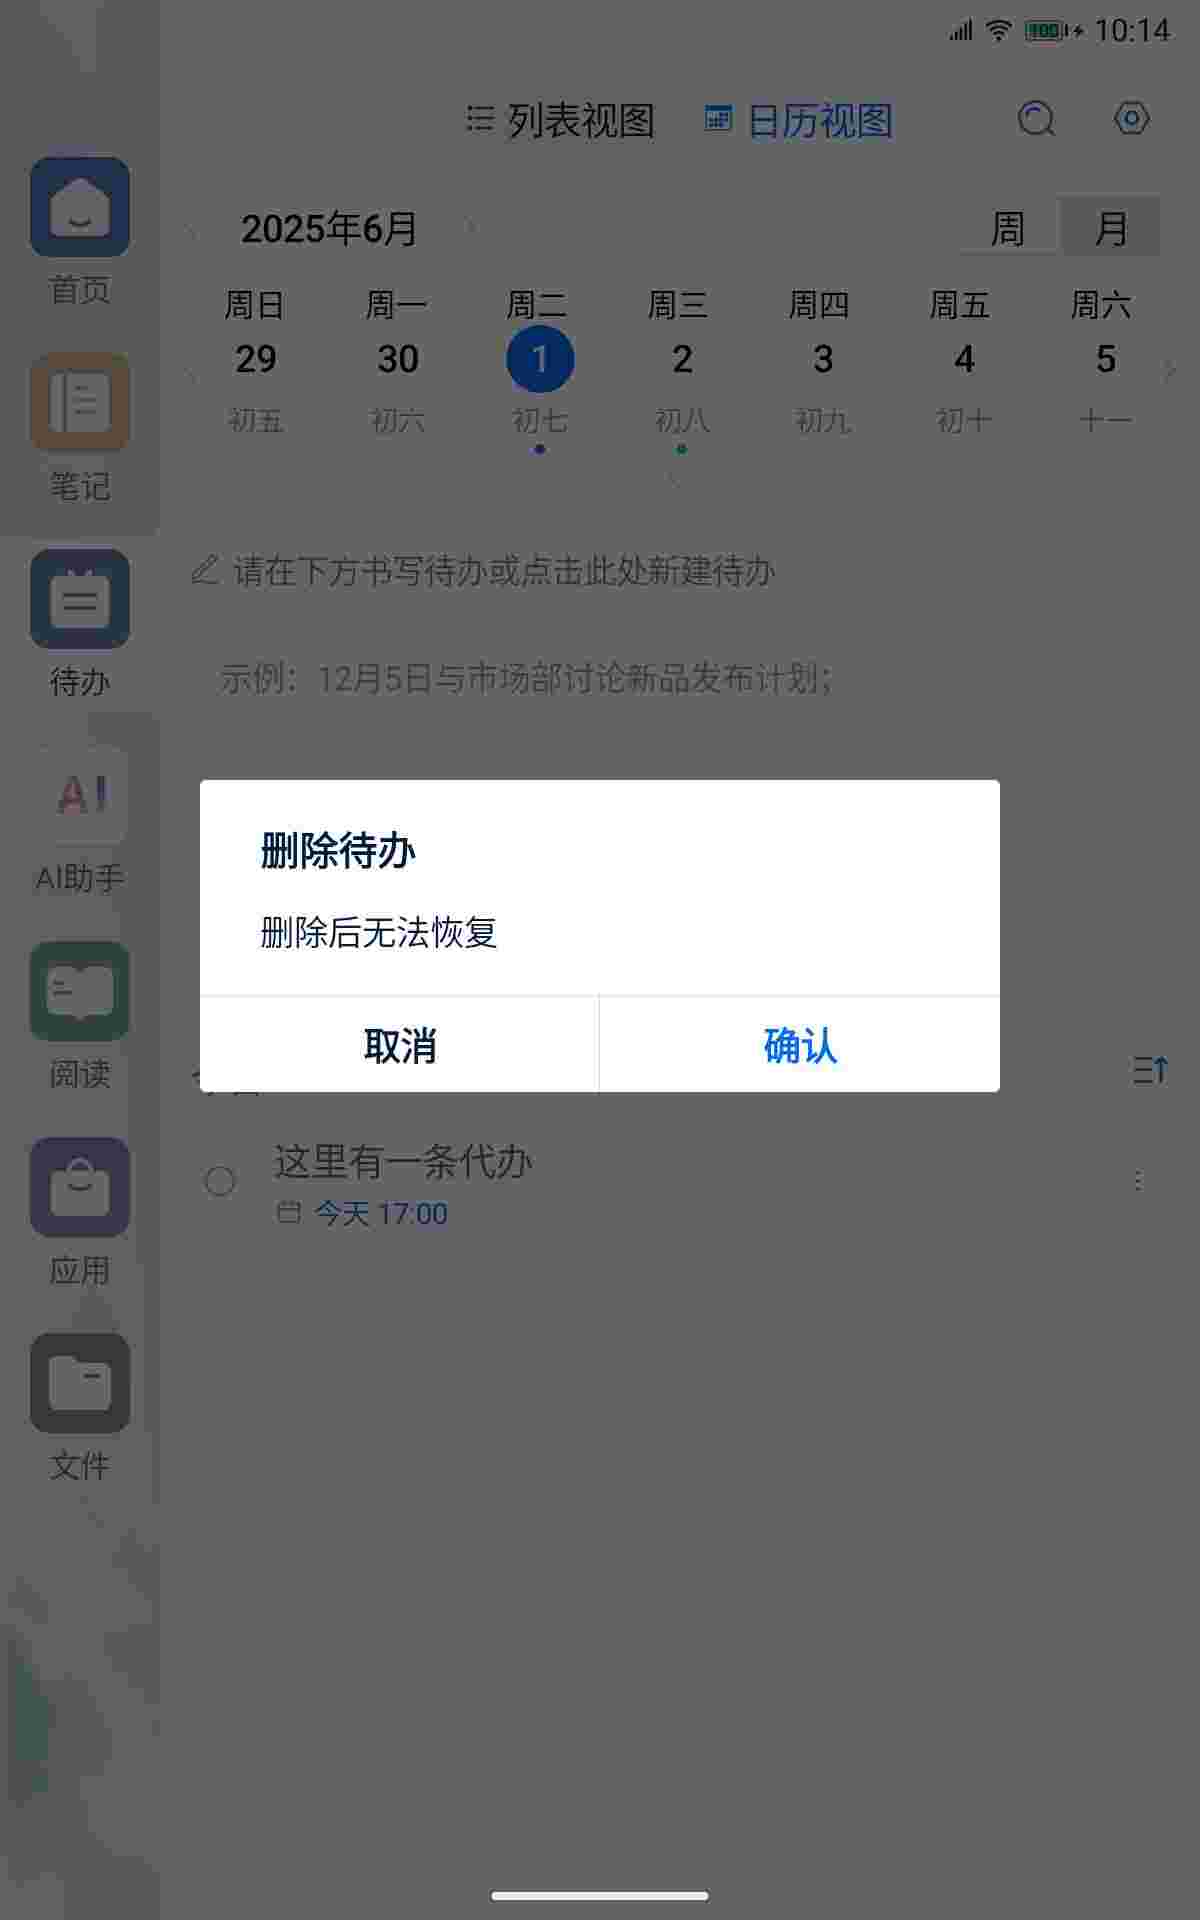 100 10:14
列表视图 日历视图
2025年6月 周 月
周日 周一 周二 周三 周四 周五 周六
29 30 1 2 3 4 5
初五 初六 初七 初八 初九 初十 十一
请在下方书写待办或点击此处新建待办
示例：12月5日与市场部讨论新品发布计划；
首页
笔记
待办
AI
AI助手
阅读
应用
文件
删除待办
删除后无法恢复
取消 确认
这里有一条代办
今天 17:00